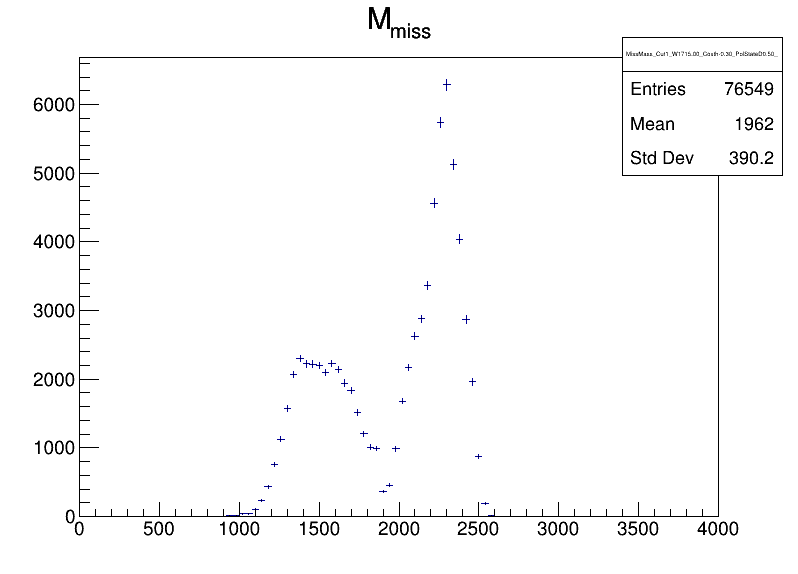 M_miss
MissMass_Cut1_W1715.00_Costh-0.30_PolStateD0.50_
Entries 76549
Mean 1962
Std Dev 390.2
6000
5000
4000
3000
2000
1000
0
0 500 1000 1500 2000 2500 3000 3500 4000